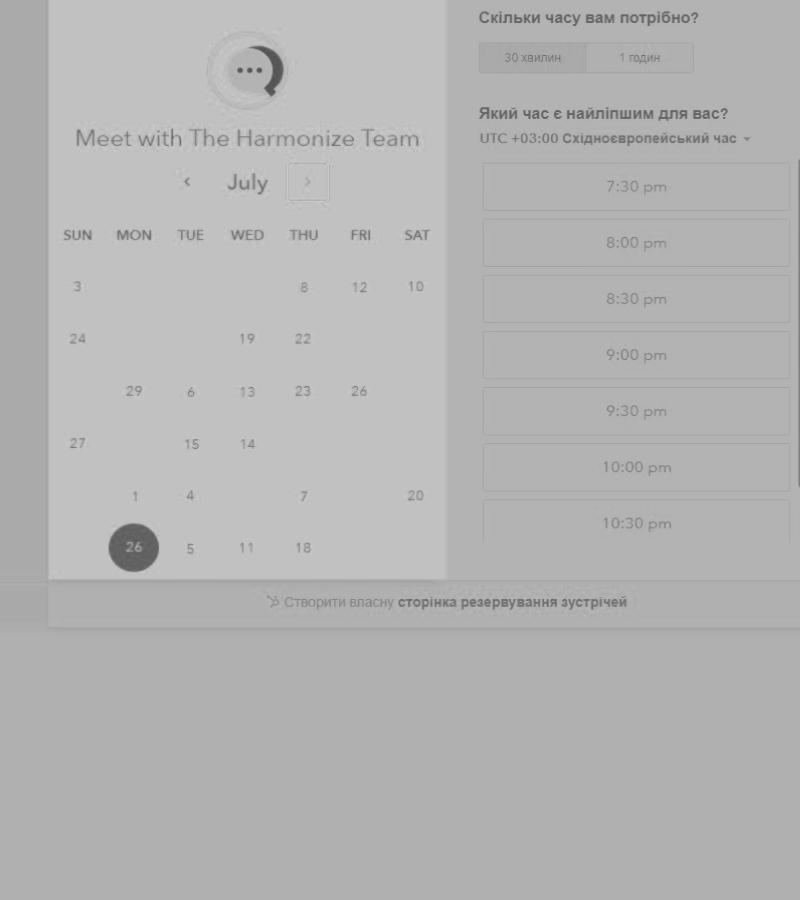 Meet with The Harmonize Team
July
SUN MON TUE WED THU FRI SAT
3 8 12 10
24 19 22
29 6 13 23 26
27 15 14
1 4 7 20
26 5 11 18
Скільки часу вам потрібно?
30 хвилин 1 годин
Який час є найліпшим для вас?
UTC +03:00 Східноєвропейський час
7:30 pm
8:00 pm
8:30 pm
9:00 pm
9:30 pm
10:00 pm
10:30 pm
Створити власну сторінка резервування зустрічей